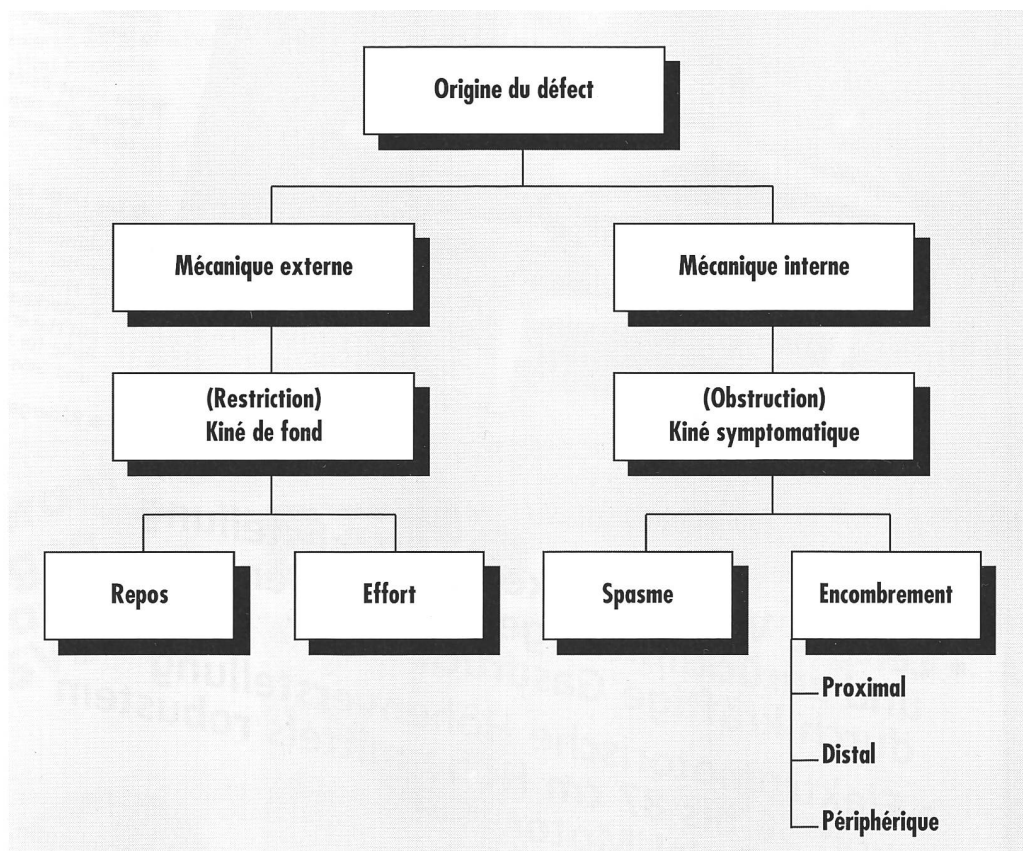 Origine du défect
Mécanique externe
Mécanique interne
(Restriction)
Kiné de fond
(Obstruction)
Kiné symptomatique
Repos
Effort
Spasme
Encombrement
Proximal
Distal
Périphérique